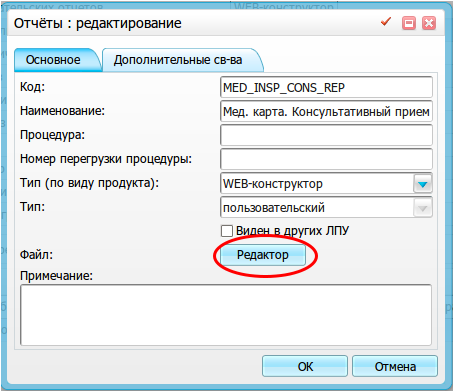 Отчёты : редактирование
Основное Дополнительные св-ва
Код: MED_INSP_CONS_REP
Наименование: Мед. карта. Консультативный прием
Процедура:
Номер перегрузки процедуры:
Тип (по виду продукта): WEB-конструктор
Тип: пользовательский
Виден в других ЛПУ
Файл: Редактор
Примечание:
OK Отмена